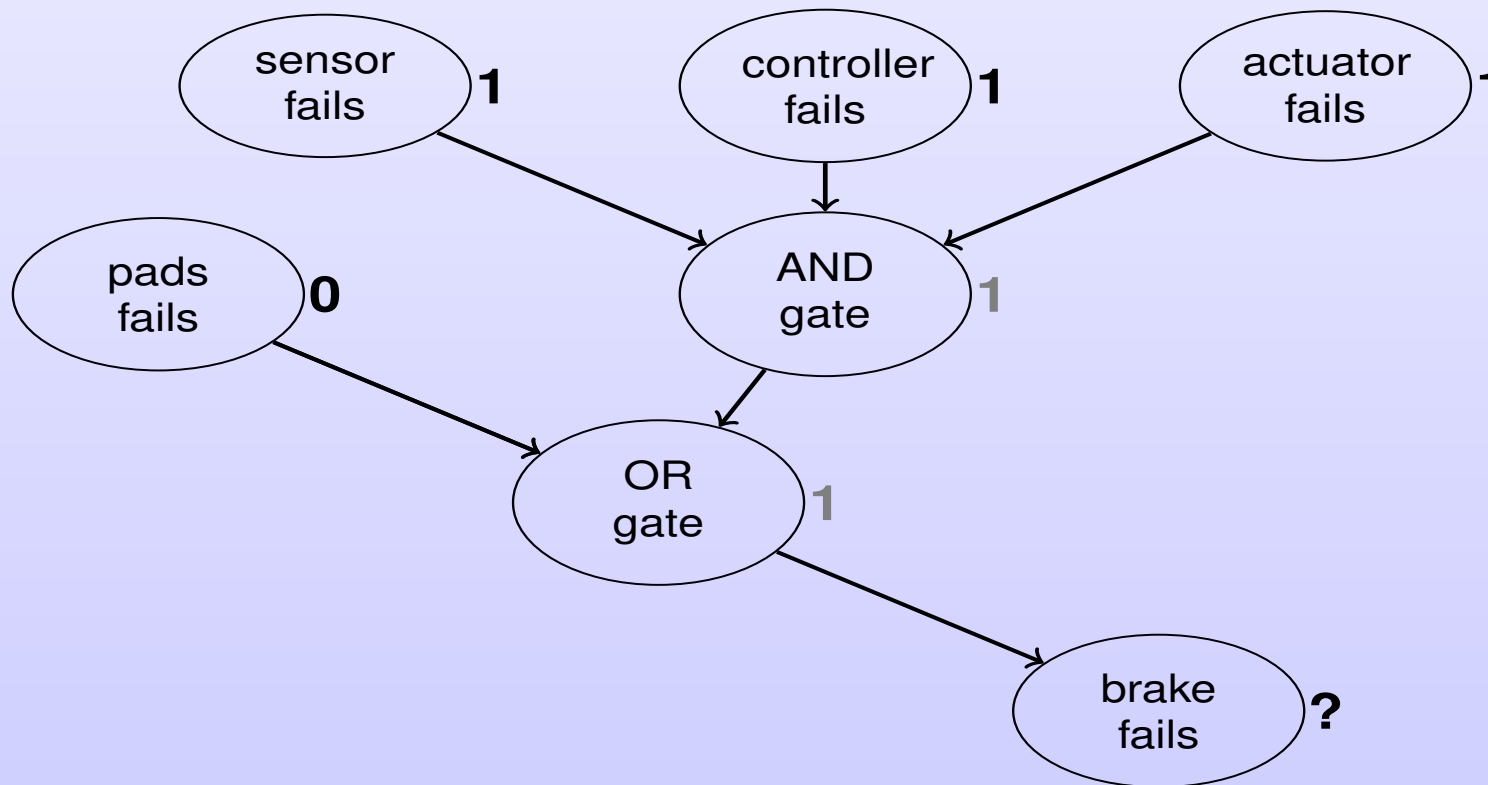 sensor
fails
1
controller
fails
1
actuator
fails
pads
fails
0
AND
gate
1
OR
gate
1
brake
fails
?